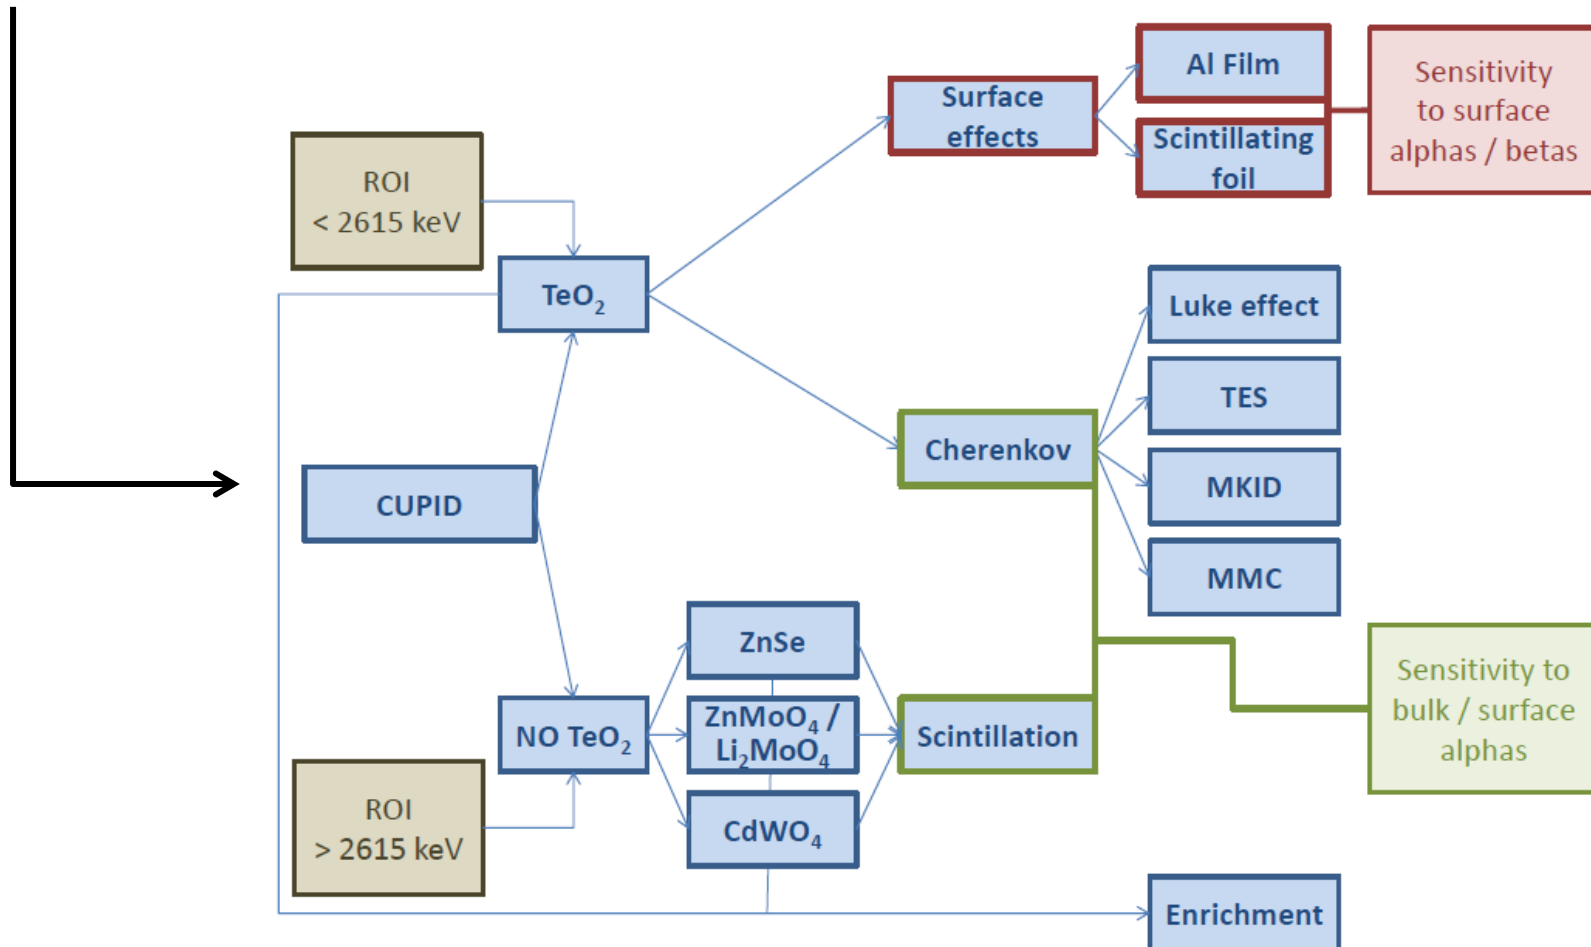 Surface
effects
Al Film
Scintillating
foil
Sensitivity
to surface
alphas / betas
ROI
< 2615 keV
TeO₂
Luke effect
TES
MKID
MMC
Cherenkov
CUPID
ZnSe
ZnMoO₄ /
Li₂MoO₄
CdWO₄
NO TeO₂
Scintillation
Sensitivity to
bulk / surface
alphas
ROI
> 2615 keV
Enrichment